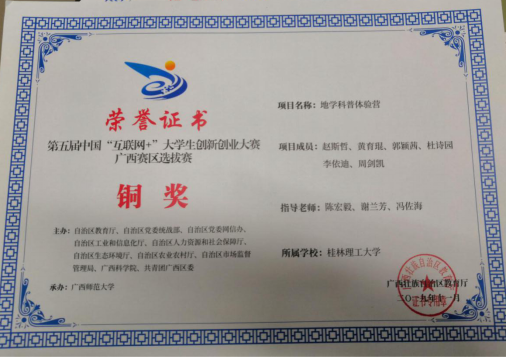 荣誉证书
第五届中国“互联网+”大学生创新创业大赛
广西赛区选拔赛
铜奖
主办：自治区教育厅、自治区党委统战部、自治区党委网信办、
自治区工业和信息化厅、自治区人力资源和社会保障厅、
自治区生态环境厅、自治区农业农村厅、自治区市场监督
管理局、广西科学院、共青团广西区委
承办：广西师范大学
项目名称：地学科普体验营
项目成员：赵斯哲、黄育琨、郭颖茜、杜诗园
李依迪、周剑凯
指导老师：陈宏毅、谢兰芳、冯佐海
所属学校：桂林理工大学
广西壮族自治区教育厅
二〇一九年十一月